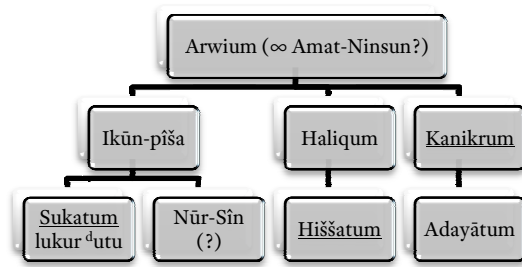 Arwium (∞ Amat-Ninsun?)
Ikūn-pîša
Haliqum
Kanikrum
Sukatum
lukur ᵈutu
Nūr-Sîn
(?)
Hiššatum
Adayātum